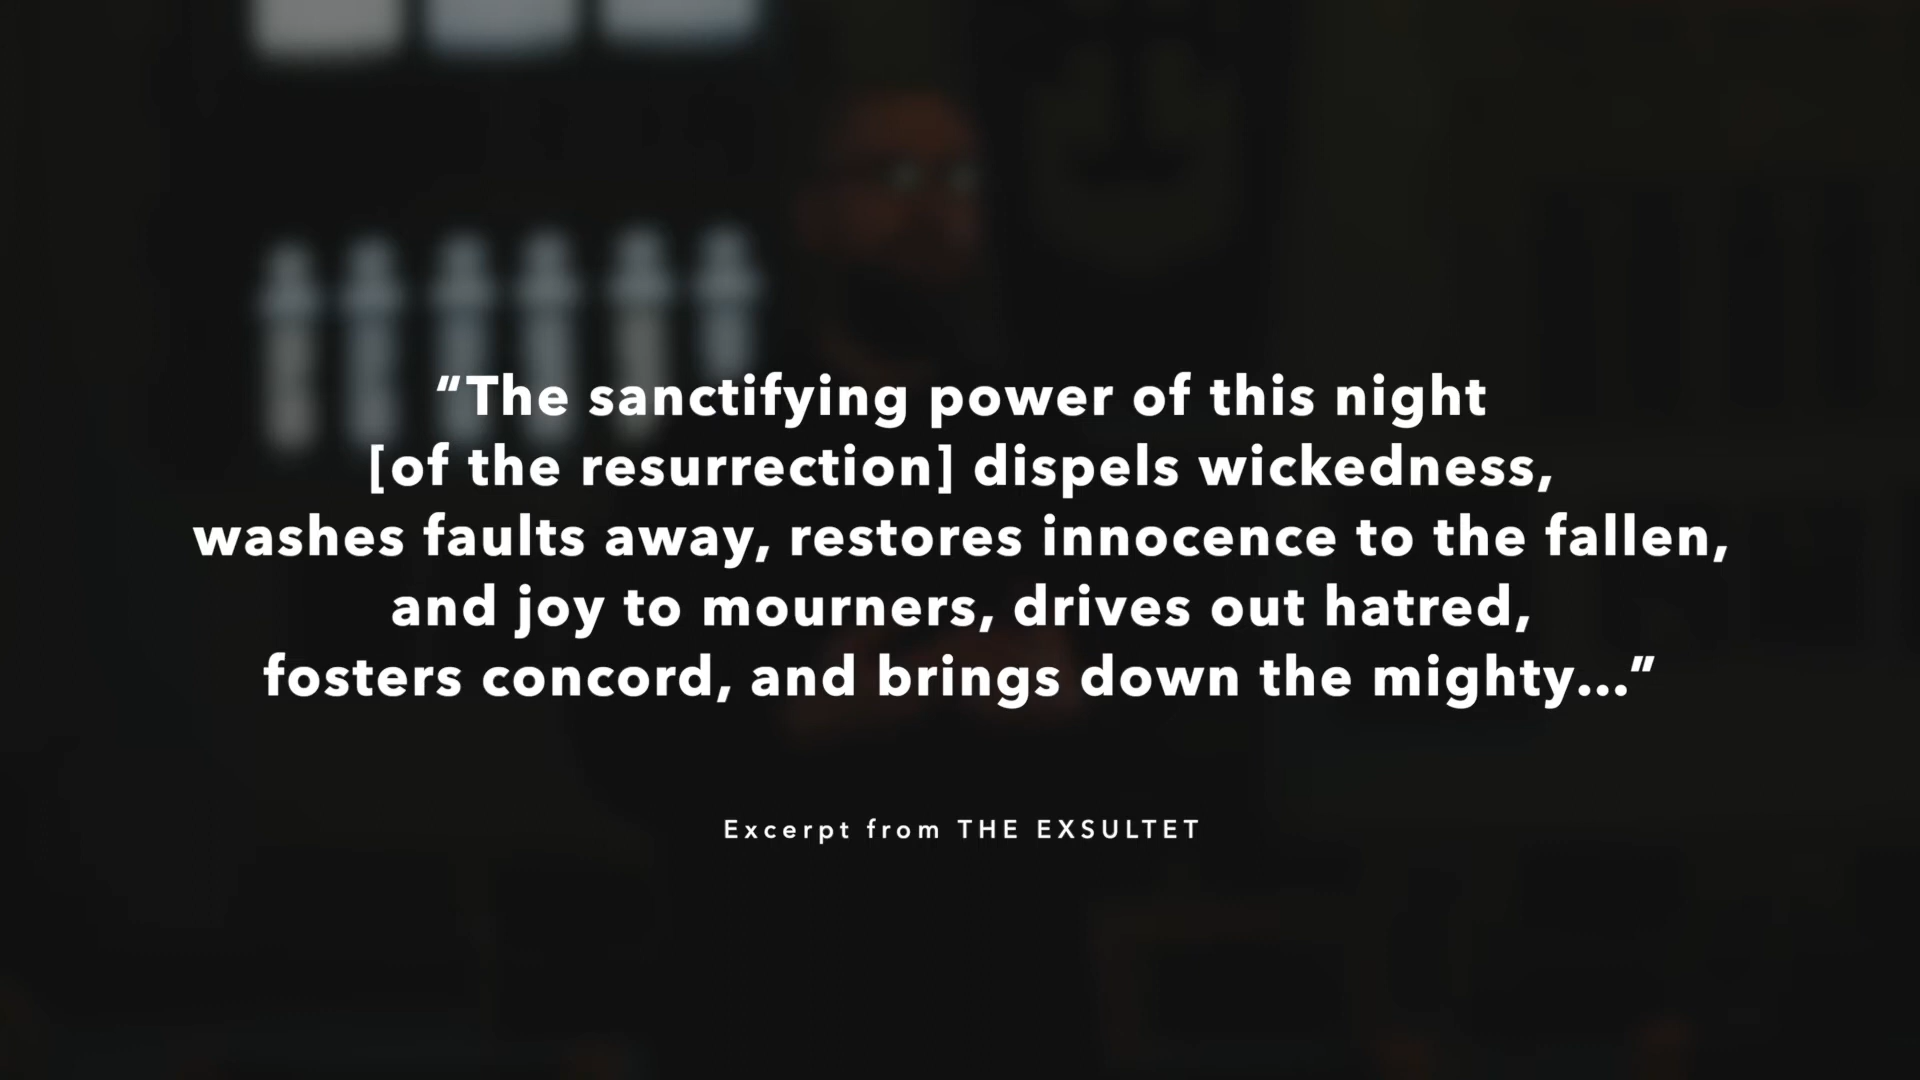 “The sanctifying power of this night
[of the resurrection] dispels wickedness,
washes faults away, restores innocence to the fallen,
and joy to mourners, drives out hatred,
fosters concord, and brings down the mighty...”
Excerpt from THE EXSULTET